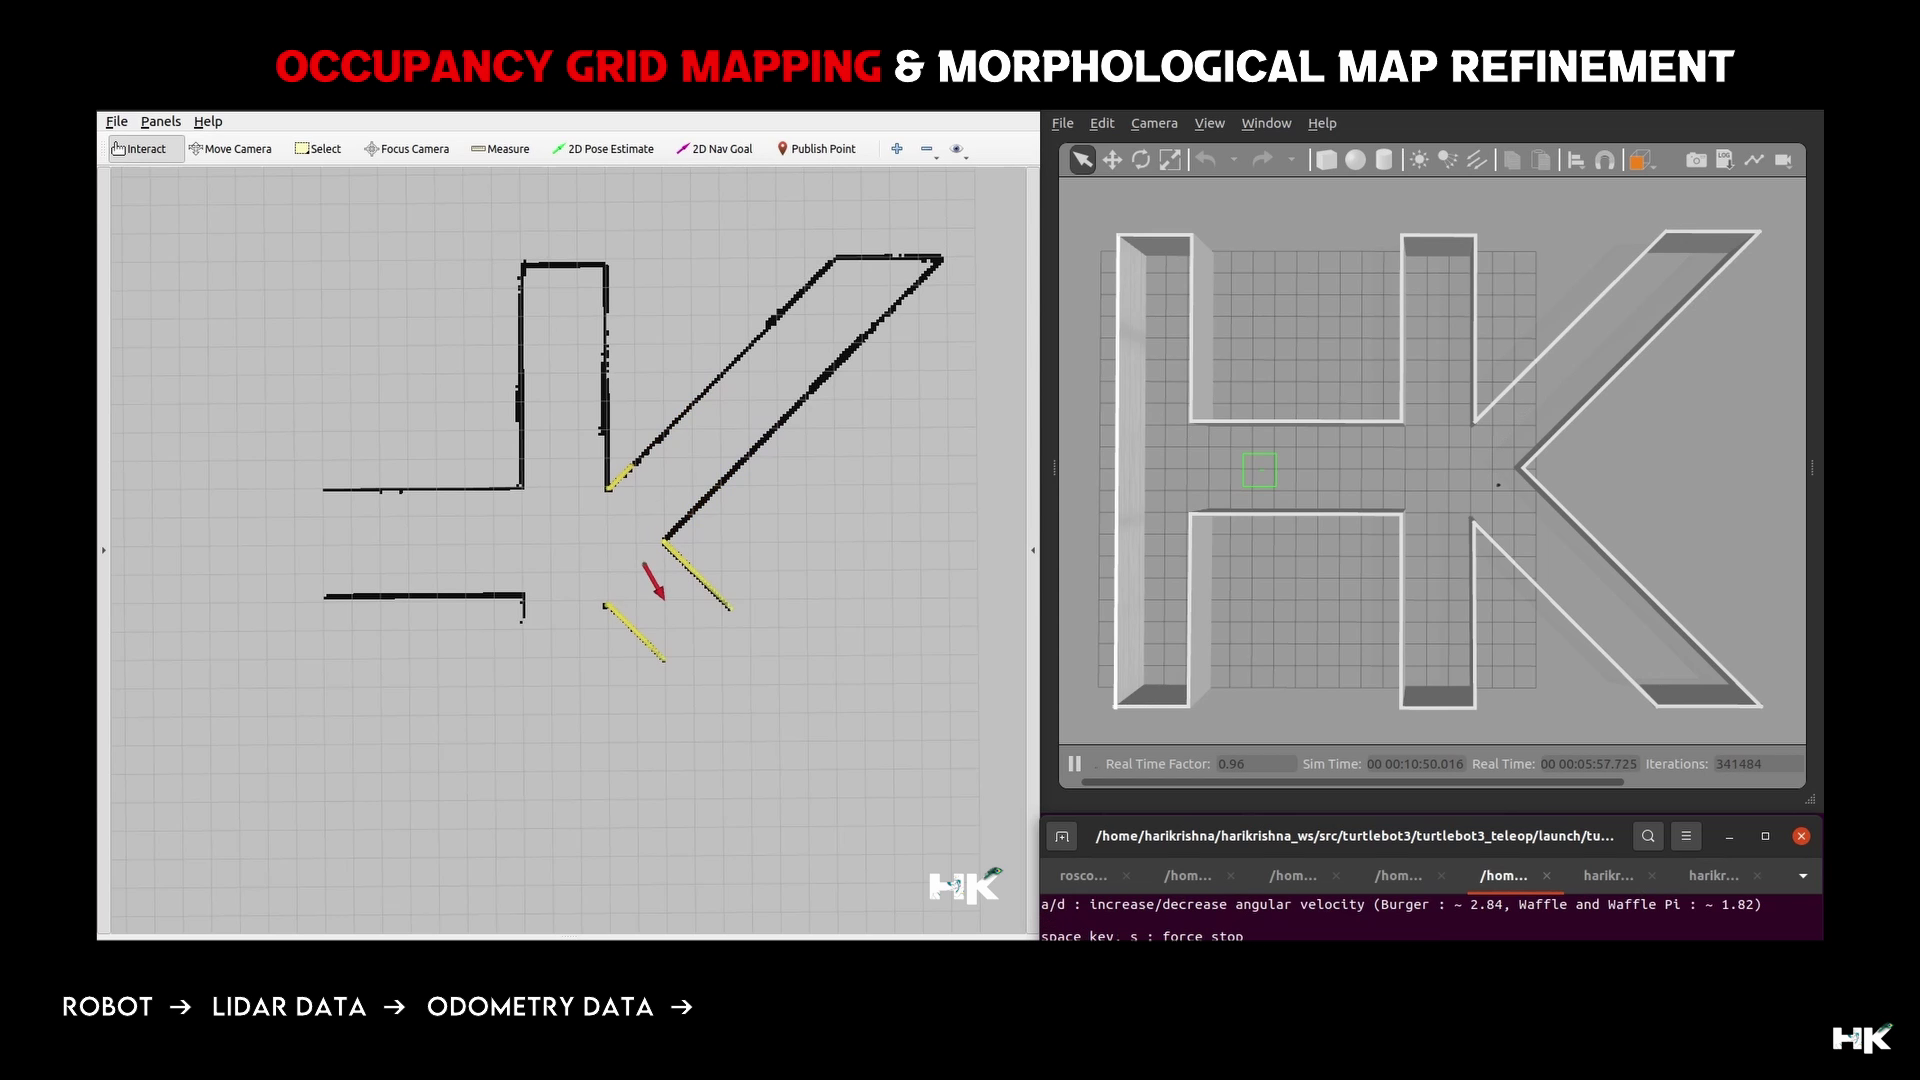 OCCUPANCY GRID MAPPING & MORPHOLOGICAL MAP REFINEMENT
File Panels Help
Interact Move Camera Select Focus Camera Measure 2D Pose Estimate 2D Nav Goal Publish Point
File Edit Camera View Window Help
LOG
Real Time Factor: 0.96 Sim Time: 00 00:10:50.016 Real Time: 00 00:05:57.725 Iterations: 341484
/home/harikrishna/harikrishna_ws/src/turtlebot3/turtlebot3_teleop/launch/tu...
rosco... /hom... /hom... /hom... /hom... harikr... harikr...
a/d : increase/decrease angular velocity (Burger : ~ 2.84, Waffle and Waffle Pi : ~ 1.82)
space key, s : force stop
HK
ROBOT → LIDAR DATA → ODOMETRY DATA →
HK